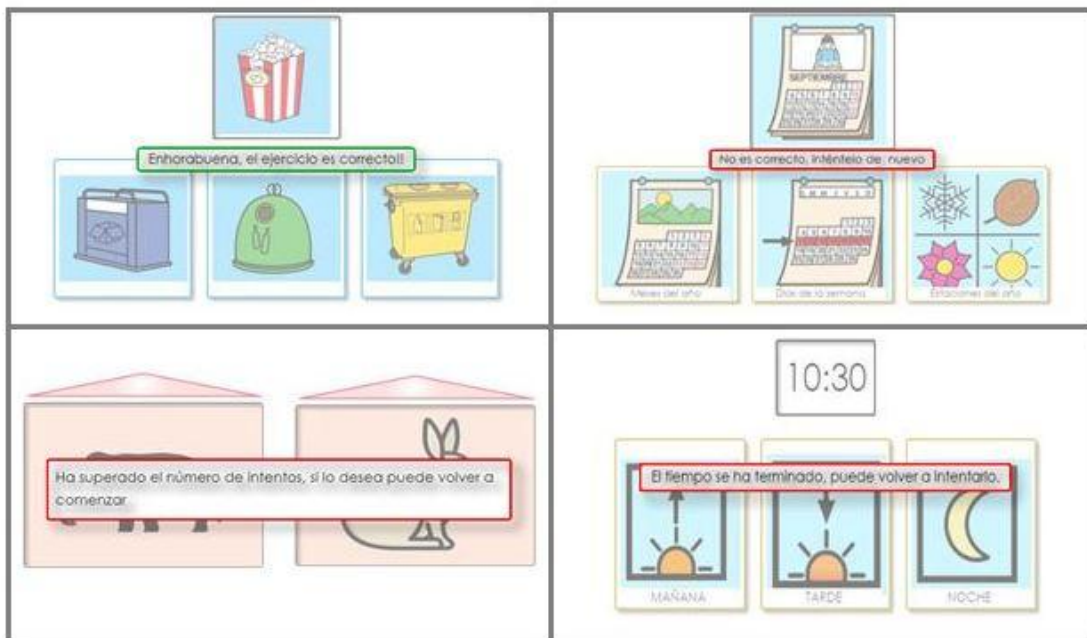 Enhorabuena, el ejercicio es correcto!!
SEPTIEMBRE
No es correcto, inténtelo de nuevo
Meses del año
Días de la semana
Estaciones del año
Ha superado el número de intentos, si lo desea puede volver a
comenzar
10:30
El tiempo se ha terminado, puede volver a intentarlo.
MAÑANA
TARDE
NOCHE